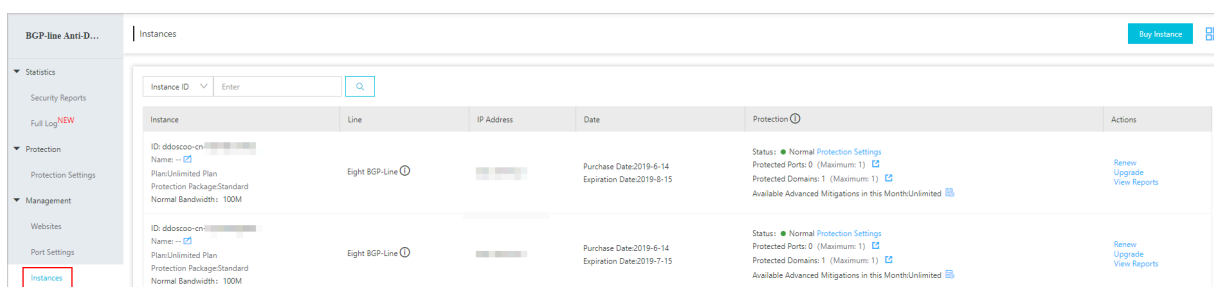 BGP-line Anti-D...
Instances
Buy Instance
Statistics
Security Reports
Full Log NEW
Protection
Protection Settings
Management
Websites
Port Settings
Instances
Instance ID Enter
Instance Line IP Address Date Protection Actions
ID: ddoscoo-cn-
Name: --
Plan:Unlimited Plan
Protection Package:Standard
Normal Bandwidth: 100M
Eight BGP-Line
Purchase Date:2019-6-14
Expiration Date:2019-8-15
Status: Normal Protection Settings
Protected Ports: 0 (Maximum: 1)
Protected Domains: 1 (Maximum: 1)
Available Advanced Mitigations in this Month:Unlimited
Renew
Upgrade
View Reports
ID: ddoscoo-cn-
Name: --
Plan:Unlimited Plan
Protection Package:Standard
Normal Bandwidth: 100M
Eight BGP-Line
Purchase Date:2019-6-14
Expiration Date:2019-7-15
Status: Normal Protection Settings
Protected Ports: 0 (Maximum: 1)
Protected Domains: 1 (Maximum: 1)
Available Advanced Mitigations in this Month:Unlimited
Renew
Upgrade
View Reports